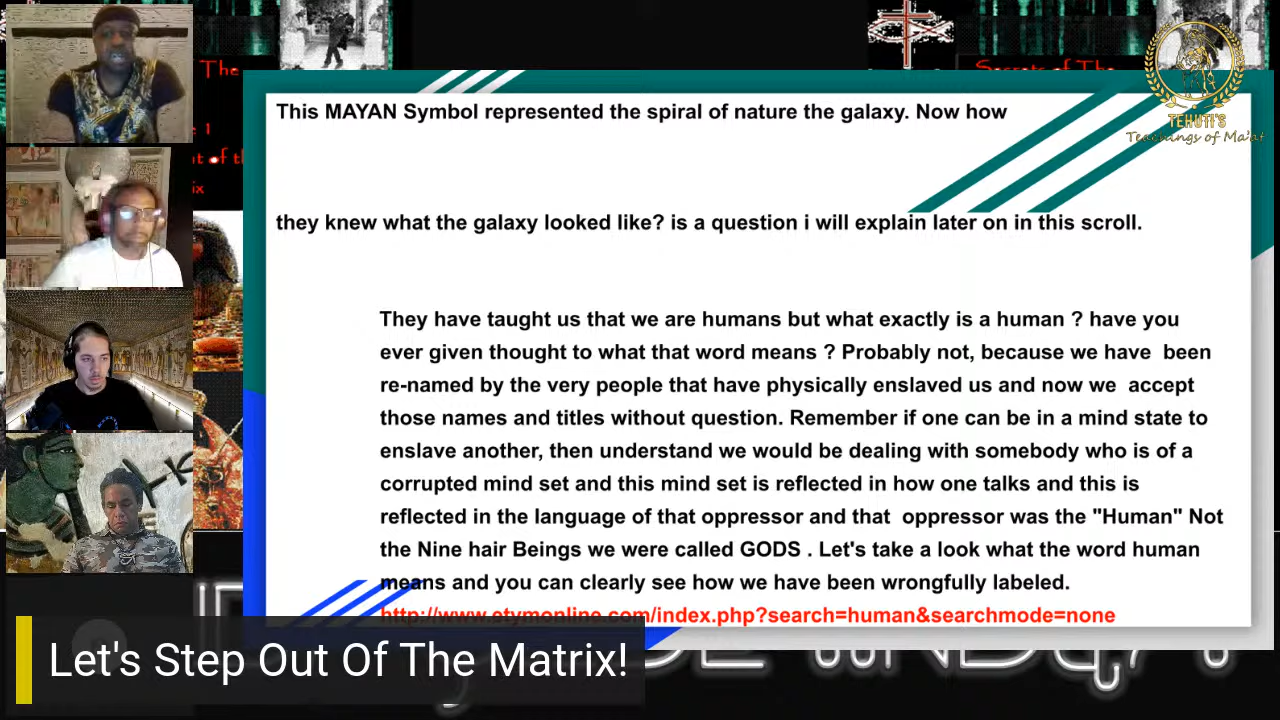 The
Secrets of The
e 1
t of th
ix
TEHUTI'S
Teachings of Ma'at
This MAYAN Symbol represented the spiral of nature the galaxy. Now how
they knew what the galaxy looked like? is a question i will explain later on in this scroll.
They have taught us that we are humans but what exactly is a human ? have you
ever given thought to what that word means ? Probably not, because we have been
re-named by the very people that have physically enslaved us and now we accept
those names and titles without question. Remember if one can be in a mind state to
enslave another, then understand we would be dealing with somebody who is of a
corrupted mind set and this mind set is reflected in how one talks and this is
reflected in the language of that oppressor and that oppressor was the "Human" Not
the Nine hair Beings we were called GODS . Let's take a look what the word human
means and you can clearly see how we have been wrongfully labeled.
http://www.etymonline.com/index.php?search=human&searchmode=none
Let's Step Out Of The Matrix!